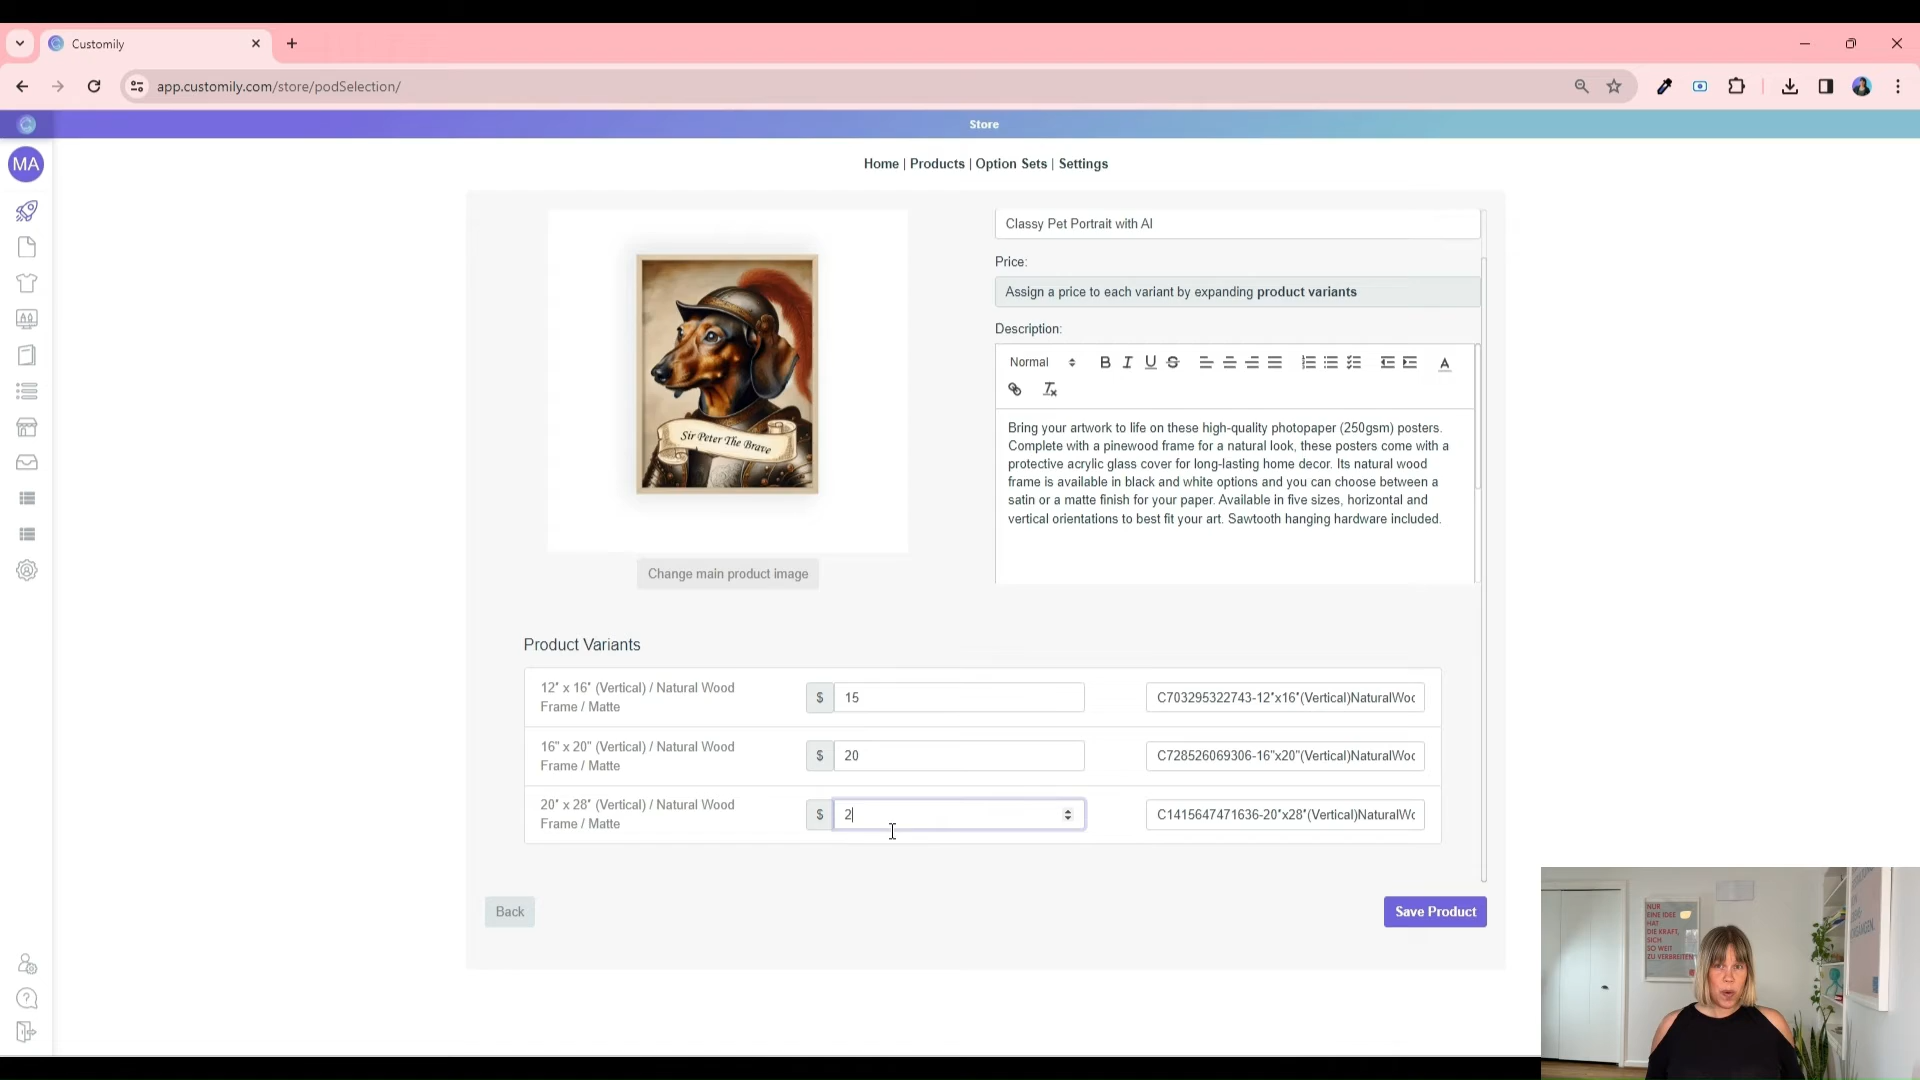 Customily
app.customily.com/store/podSelection/
Store
MA
Home | Products | Option Sets | Settings
Classy Pet Portrait with AI
Price:
Assign a price to each variant by expanding product variants
Description:
Normal
Bring your artwork to life on these high-quality photopaper (250gsm) posters.
Complete with a pinewood frame for a natural look, these posters come with a
protective acrylic glass cover for long-lasting home decor. Its natural wood
frame is available in black and white options and you can choose between a
satin or a matte finish for your paper. Available in five sizes, horizontal and
vertical orientations to best fit your art. Sawtooth hanging hardware included.
Sir Peter The Brave
Change main product image
Product Variants
12″ x 16″ (Vertical) / Natural Wood
Frame / Matte
$ 15
C703295322743-12″x16″(Vertical)NaturalWoo
16" x 20" (Vertical) / Natural Wood
Frame / Matte
$ 20
C728526069306-16"x20"(Vertical)NaturalWoo
20″ x 28″ (Vertical) / Natural Wood
Frame / Matte
$ 2
C1415647471636-20″x28″(Vertical)NaturalWo
Back
Save Product
NUR
EINE IDEE
HAT
DIE KRAFT,
SICH
SO WEIT
ZU VERBREITEN